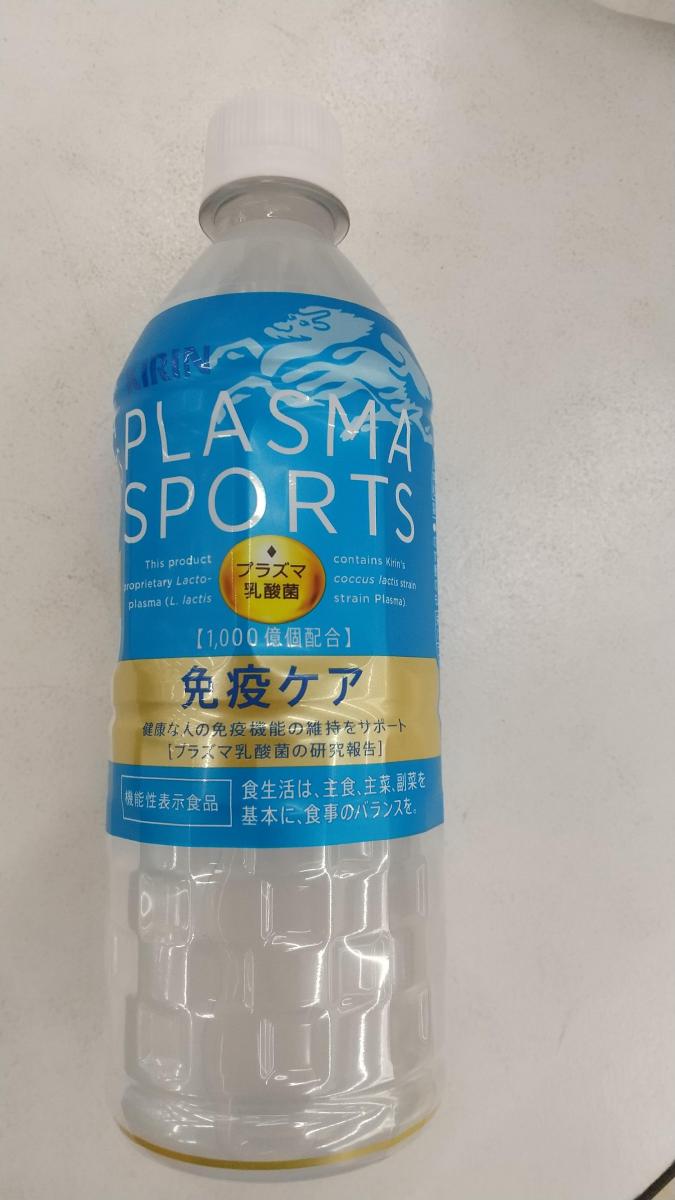 KIRIN
PLASMA
SPORTS
This product contains Kirin's
proprietary Lacto- coccus lactis strain
plasma (L. lactis strain Plasma)
プラズマ
乳酸菌
【1,000億個配合】
免疫ケア
健康な人の免疫機能の維持をサポート
【プラズマ乳酸菌の研究報告】
機能性表示食品
食生活は、主食、主菜、副菜を
基本に、食事のバランスを。